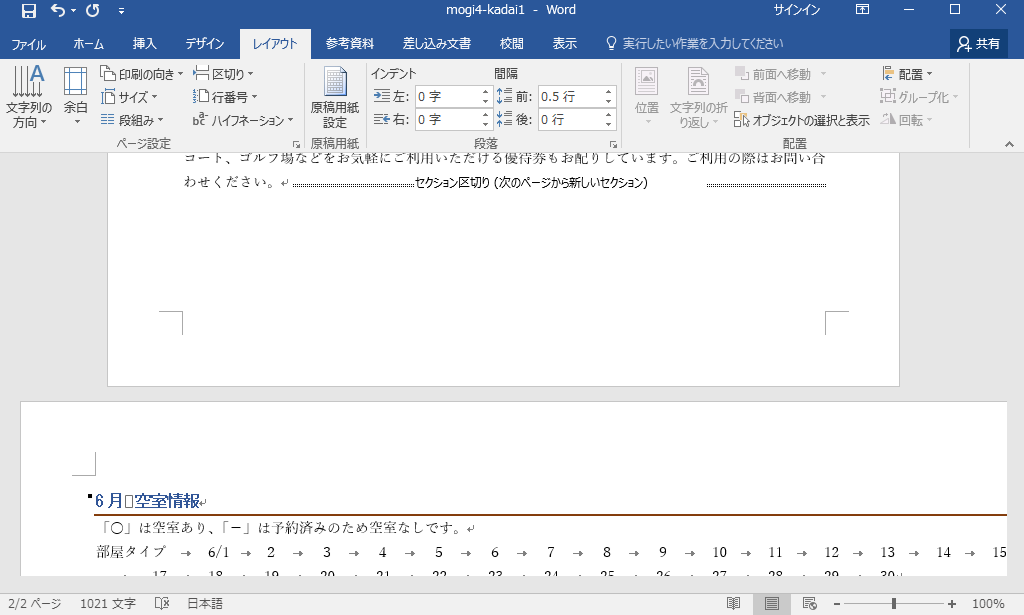 mogi4-kadai1 - Word
サインイン
ファイル ホーム 挿入 デザイン レイアウト 参考資料 差し込み文書 校閲 表示 実行したい作業を入力してください 共有
文字列の方向 余白 印刷の向き サイズ 段組み 区切り 行番号 ハイフネーション
ページ設定
原稿用紙設定
原稿用紙
インデント 間隔
左: 0 字 前: 0.5 行
右: 0 字 後: 0 行
段落
位置 文字列の折り返し 前面へ移動 背面へ移動 オブジェクトの選択と表示 配置 グループ化 回転
配置
コート、ゴルフ場などをお気軽にご利用いただける優待券もお配りしています。ご利用の際はお問い合
わせください。 セクション区切り (次のページから新しいセクション)
6月 空室情報
「○」は空室あり、「－」は予約済みのため空室なしです。
部屋タイプ → 6/1 → 2 → 3 → 4 → 5 → 6 → 7 → 8 → 9 → 10 → 11 → 12 → 13 → 14 → 15
17 18 19 20 21 22 23 24 25 26 27 28 29 30
2/2 ページ 1021 文字 日本語 100%